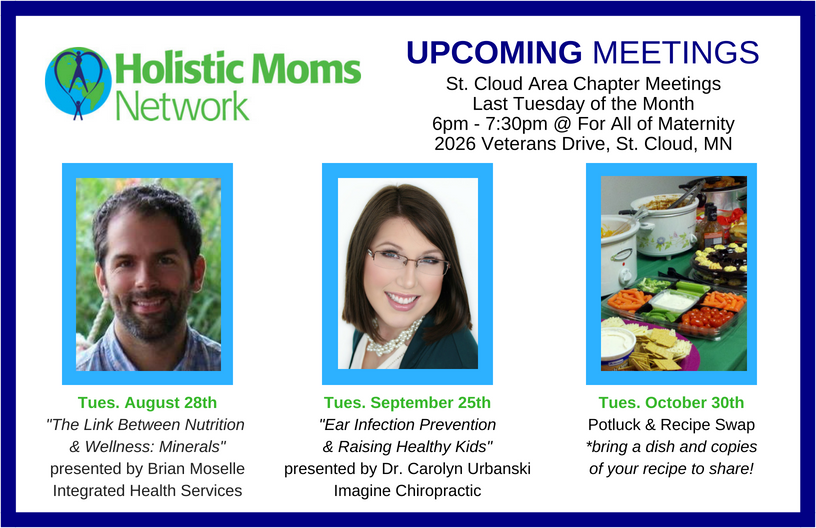 Holistic Moms
Network
UPCOMING MEETINGS
St. Cloud Area Chapter Meetings
Last Tuesday of the Month
6pm - 7:30pm @ For All of Maternity
2026 Veterans Drive, St. Cloud, MN
Tues. August 28th
"The Link Between Nutrition
& Wellness: Minerals"
presented by Brian Moselle
Integrated Health Services
Tues. September 25th
"Ear Infection Prevention
& Raising Healthy Kids"
presented by Dr. Carolyn Urbanski
Imagine Chiropractic
Tues. October 30th
Potluck & Recipe Swap
*bring a dish and copies
of your recipe to share!